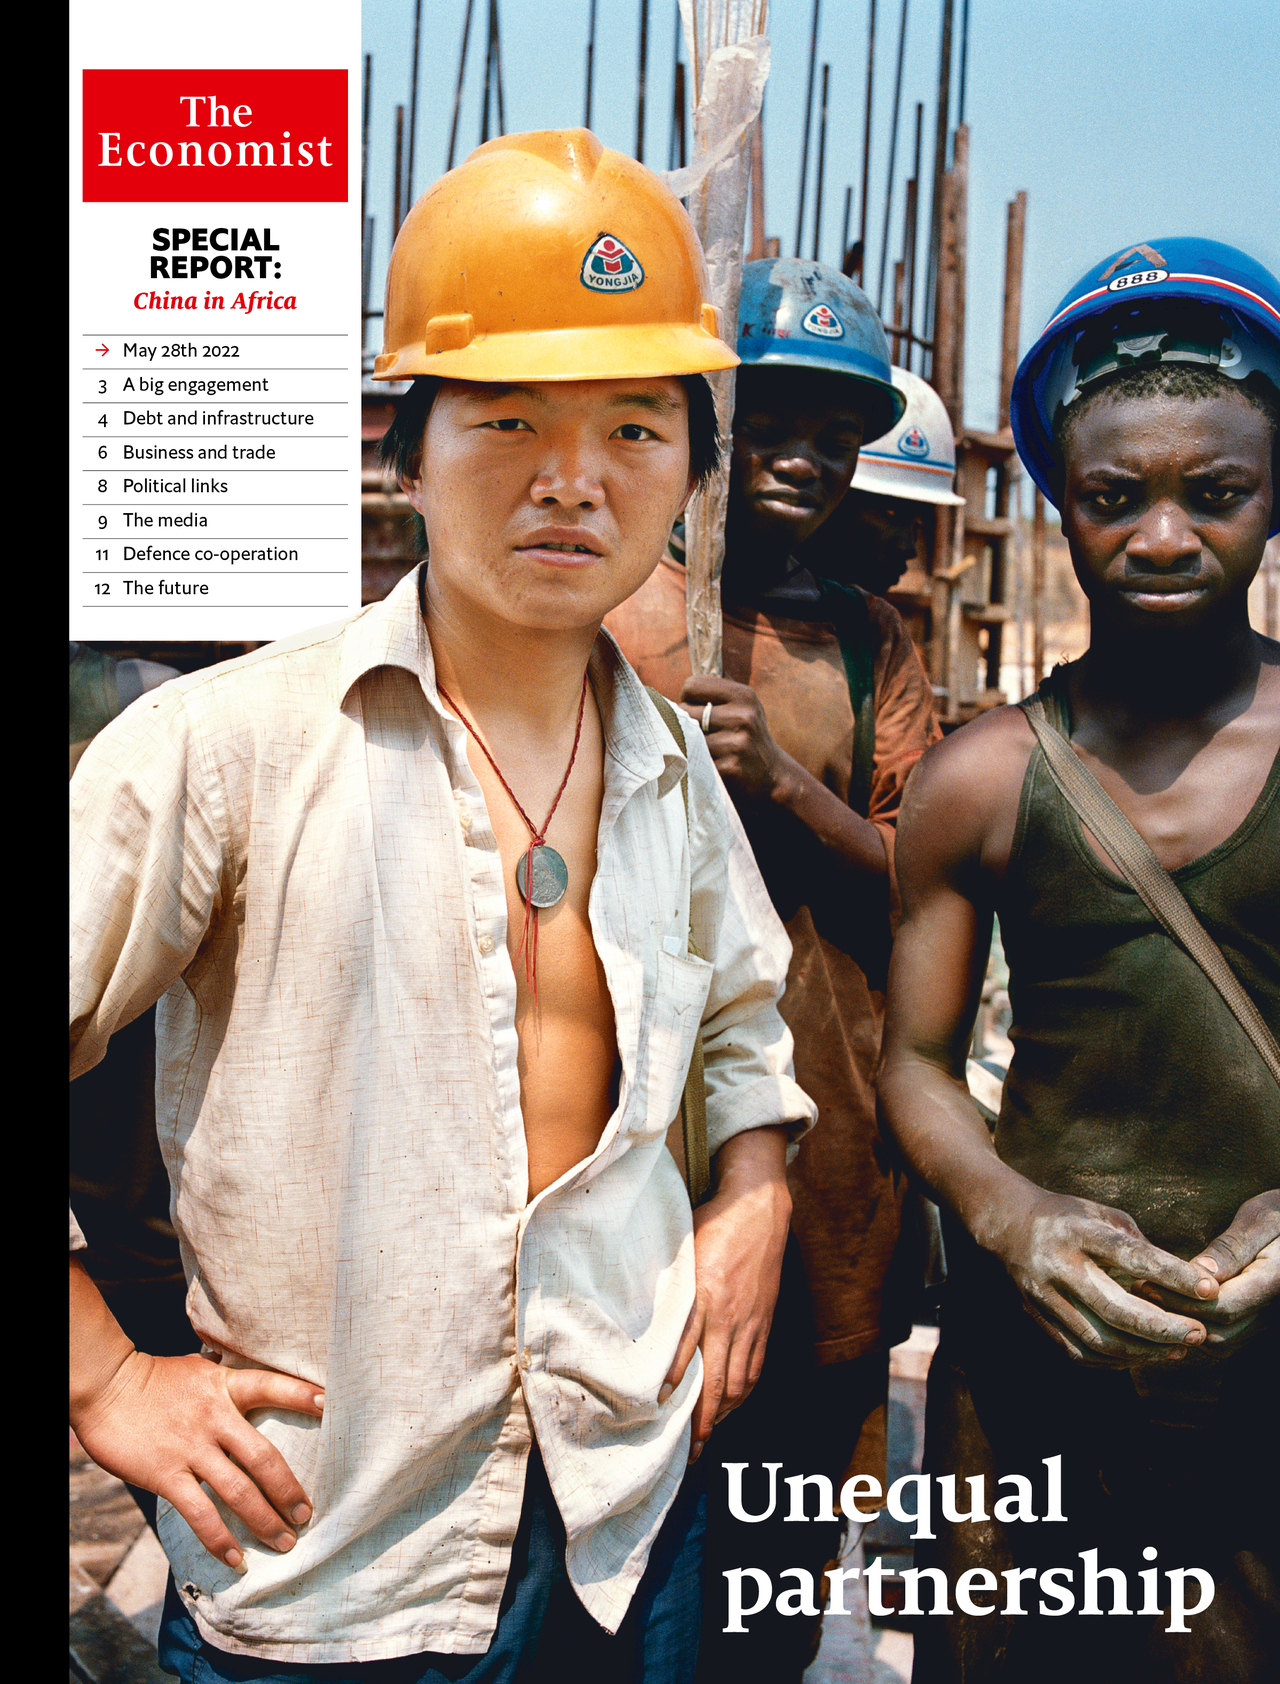 The
Economist
SPECIAL
REPORT:
China in Africa
→ May 28th 2022
3 A big engagement
4 Debt and infrastructure
6 Business and trade
8 Political links
9 The media
11 Defence co-operation
12 The future
YONGJIA
YONGJIA
888
K
Unequal
partnership